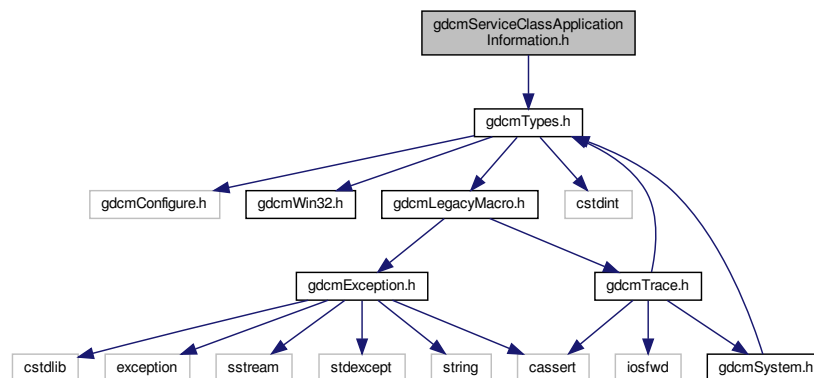 gdcmServiceClassApplication
Information.h
gdcmTypes.h
gdcmConfigure.h
gdcmWin32.h
gdcmLegacyMacro.h
cstdint
gdcmException.h
gdcmTrace.h
cstdlib
exception
sstream
stdexcept
string
cassert
iosfwd
gdcmSystem.h